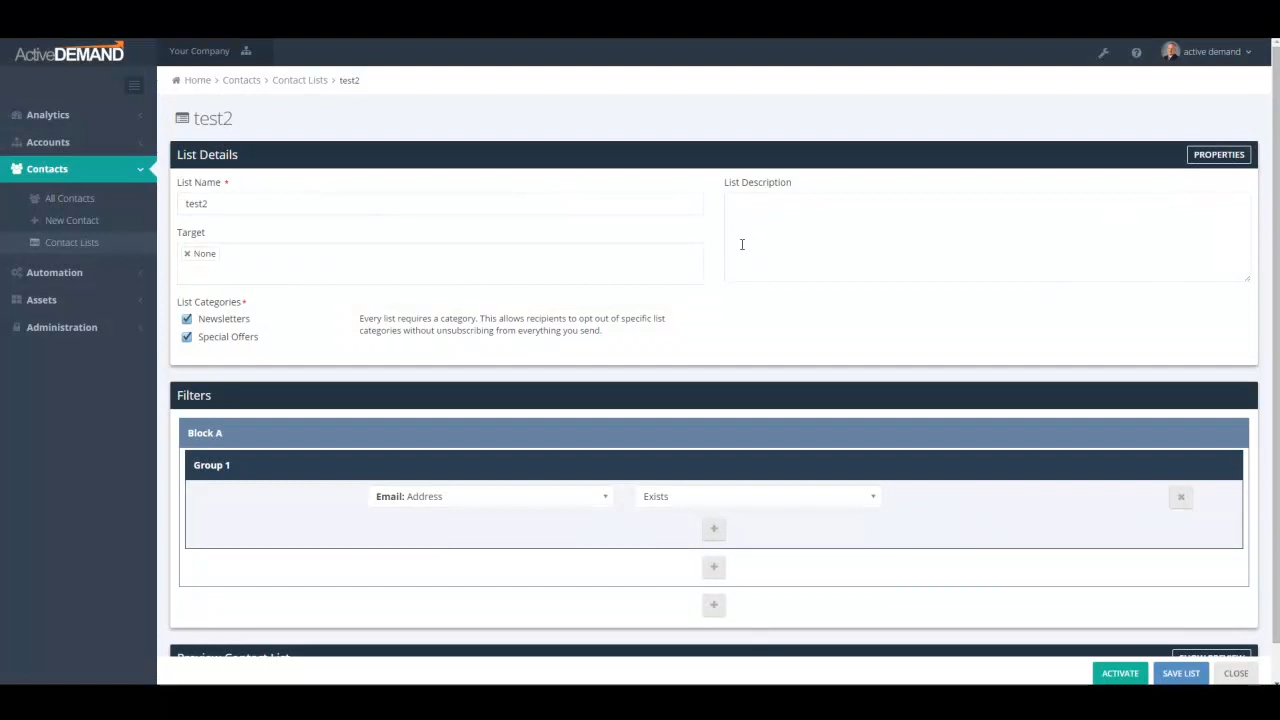 ActiveDEMAND
Your Company
active demand
Home > Contacts > Contact Lists > test2
Analytics
Accounts
Contacts
All Contacts
New Contact
Contact Lists
Automation
Assets
Administration
test2
List Details
PROPERTIES
List Name *
test2
List Description
Target
× None
List Categories*
Newsletters
Special Offers
Every list requires a category. This allows recipients to opt out of specific list
categories without unsubscribing from everything you send.
Filters
Block A
Group 1
Email: Address
Exists
Preview Contact List
SHOW PREVIEW
ACTIVATE
SAVE LIST
CLOSE